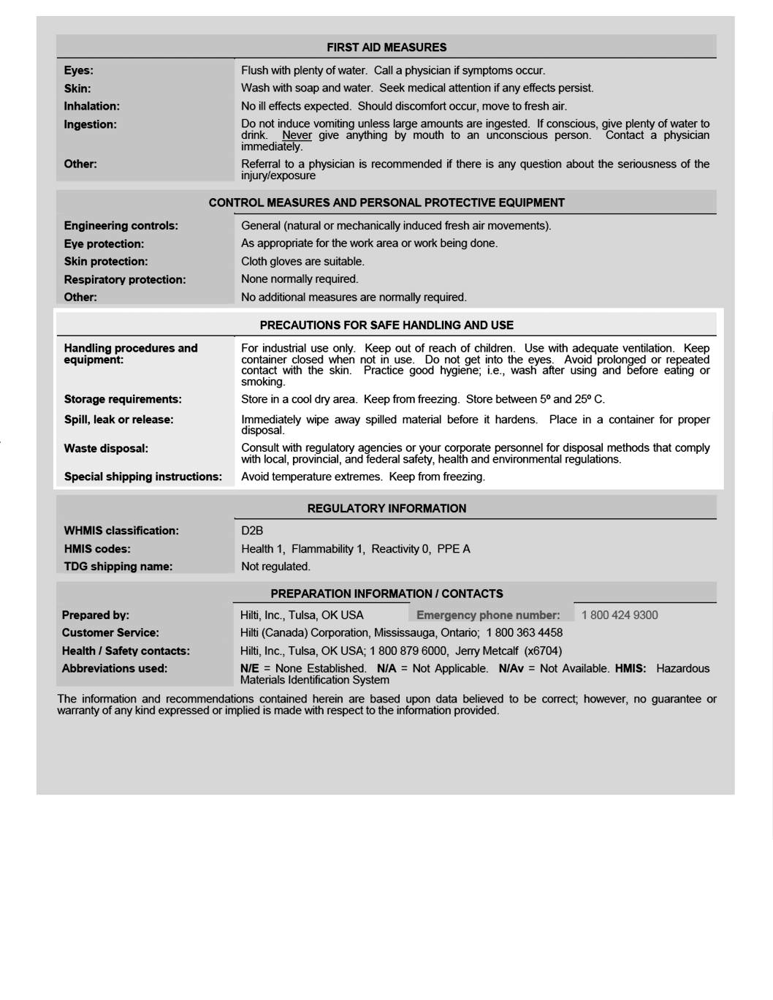 FIRST AID MEASURES
Eyes: Flush with plenty of water. Call a physician if symptoms occur.
Skin: Wash with soap and water. Seek medical attention if any effects persist.
Inhalation: No ill effects expected. Should discomfort occur, move to fresh air.
Ingestion: Do not induce vomiting unless large amounts are ingested. If conscious, give plenty of water to
drink. Never give anything by mouth to an unconscious person. Contact a physician
immediately.
Other: Referral to a physician is recommended if there is any question about the seriousness of the
injury/exposure
CONTROL MEASURES AND PERSONAL PROTECTIVE EQUIPMENT
Engineering controls: General (natural or mechanically induced fresh air movements).
Eye protection: As appropriate for the work area or work being done.
Skin protection: Cloth gloves are suitable.
Respiratory protection: None normally required.
Other: No additional measures are normally required.
PRECAUTIONS FOR SAFE HANDLING AND USE
Handling procedures and For industrial use only. Keep out of reach of children. Use with adequate ventilation. Keep
equipment: container closed when not in use. Do not get into the eyes. Avoid prolonged or repeated
contact with the skin. Practice good hygiene; i.e., wash after using and before eating or
smoking.
Storage requirements: Store in a cool dry area. Keep from freezing. Store between 5º and 25º C.
Spill, leak or release: Immediately wipe away spilled material before it hardens. Place in a container for proper
disposal.
Waste disposal: Consult with regulatory agencies or your corporate personnel for disposal methods that comply
with local, provincial, and federal safety, health and environmental regulations.
Special shipping instructions: Avoid temperature extremes. Keep from freezing.
REGULATORY INFORMATION
WHMIS classification: D2B
HMIS codes: Health 1, Flammability 1, Reactivity 0, PPE A
TDG shipping name: Not regulated.
PREPARATION INFORMATION / CONTACTS
Prepared by: Hilti, Inc., Tulsa, OK USA Emergency phone number: 1 800 424 9300
Customer Service: Hilti (Canada) Corporation, Mississauga, Ontario; 1 800 363 4458
Health / Safety contacts: Hilti, Inc., Tulsa, OK USA; 1 800 879 6000, Jerry Metcalf (x6704)
Abbreviations used: N/E = None Established. N/A = Not Applicable. N/Av = Not Available. HMIS: Hazardous
Materials Identification System
The information and recommendations contained herein are based upon data believed to be correct; however, no guarantee or
warranty of any kind expressed or implied is made with respect to the information provided.